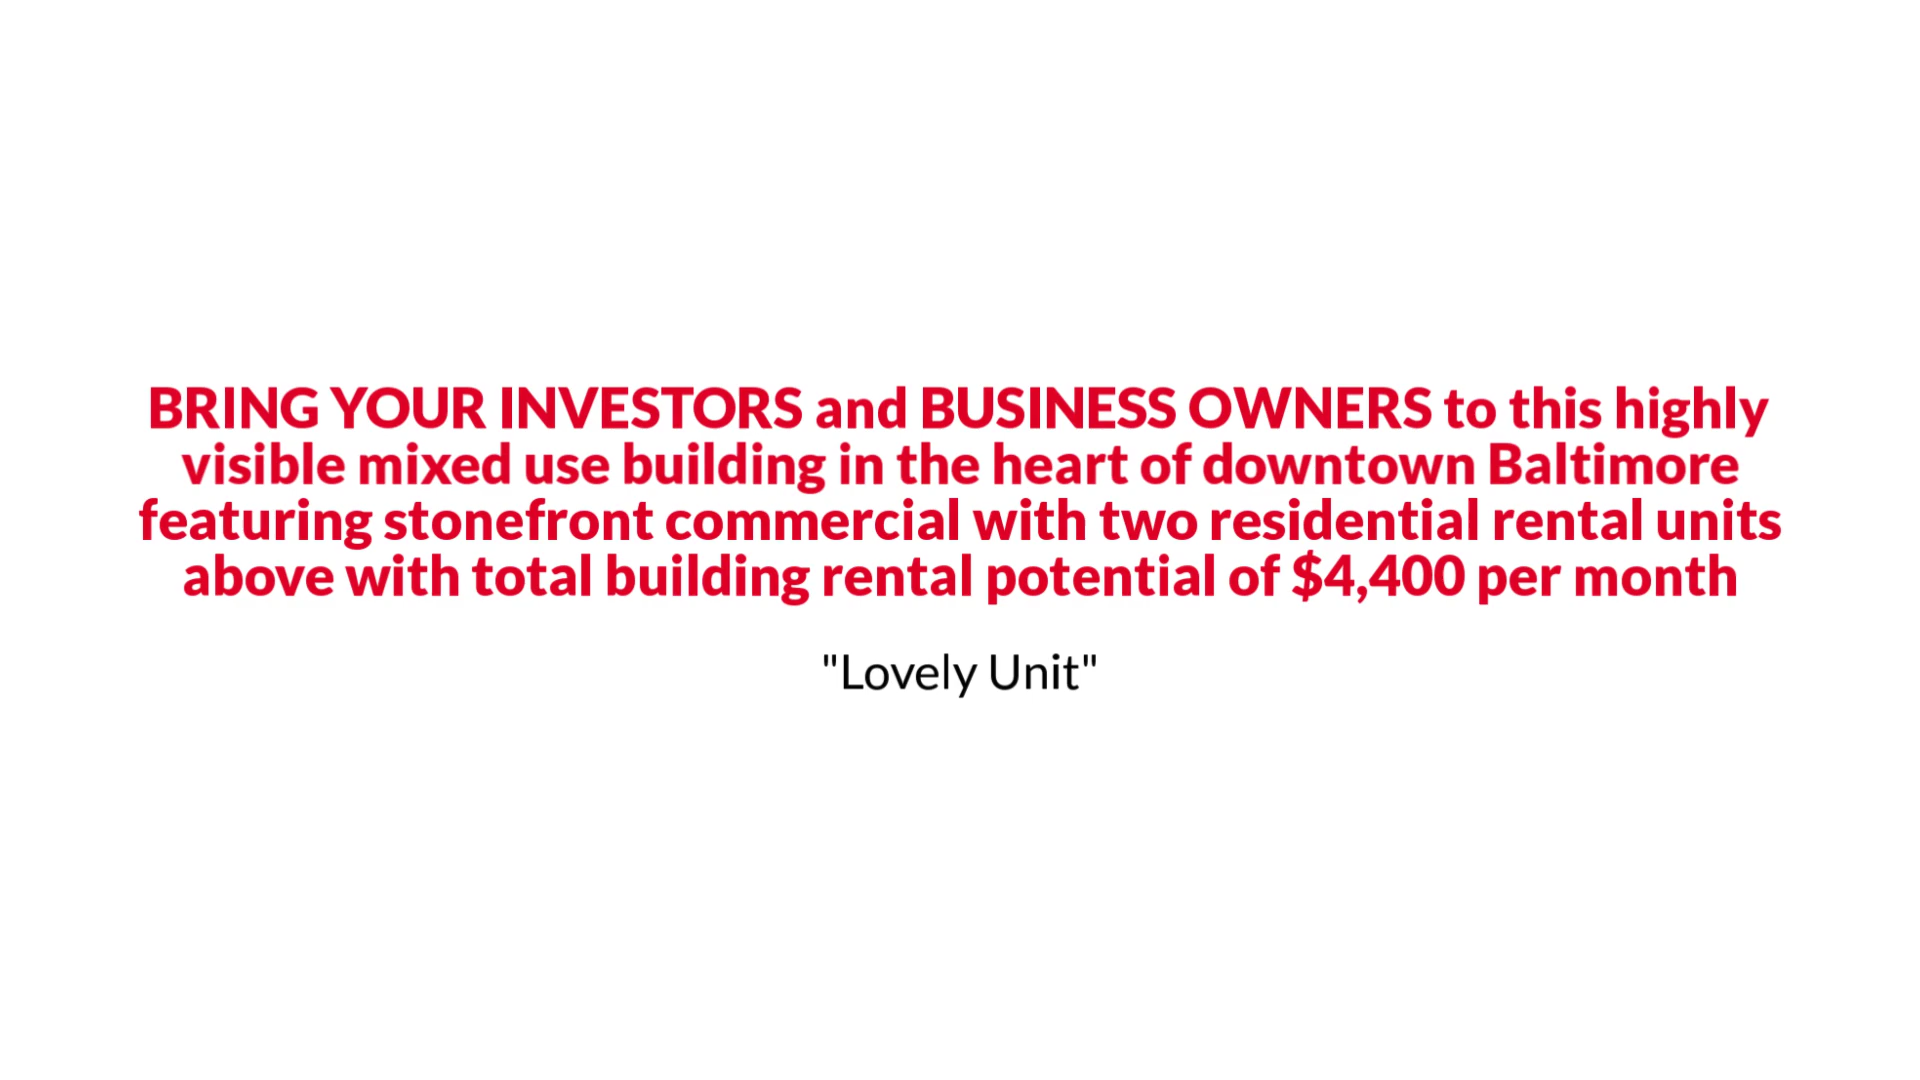 BRING YOUR INVESTORS and BUSINESS OWNERS to this highly
visible mixed use building in the heart of downtown Baltimore
featuring stonefront commercial with two residential rental units
above with total building rental potential of $4,400 per month
"Lovely Unit"